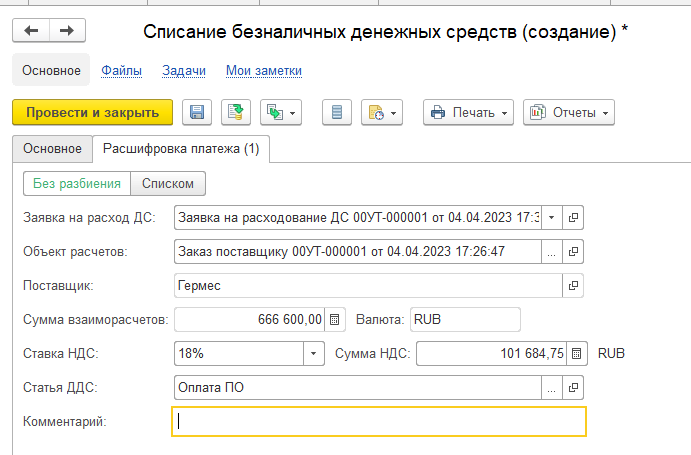 Списание безналичных денежных средств (создание) *
Основное Файлы Задачи Мои заметки
Провести и закрыть Печать Отчеты
Основное Расшифровка платежа (1)
Без разбиения Списком
Заявка на расход ДС: Заявка на расходование ДС 00УТ-000001 от 04.04.2023 17:3
Объект расчетов: Заказ поставщику 00УТ-000001 от 04.04.2023 17:26:47 ...
Поставщик: Гермес
Сумма взаиморасчетов: 666 600,00 Валюта: RUB
Ставка НДС: 18% Сумма НДС: 101 684,75 RUB
Статья ДДС: Оплата ПО ...
Комментарий: